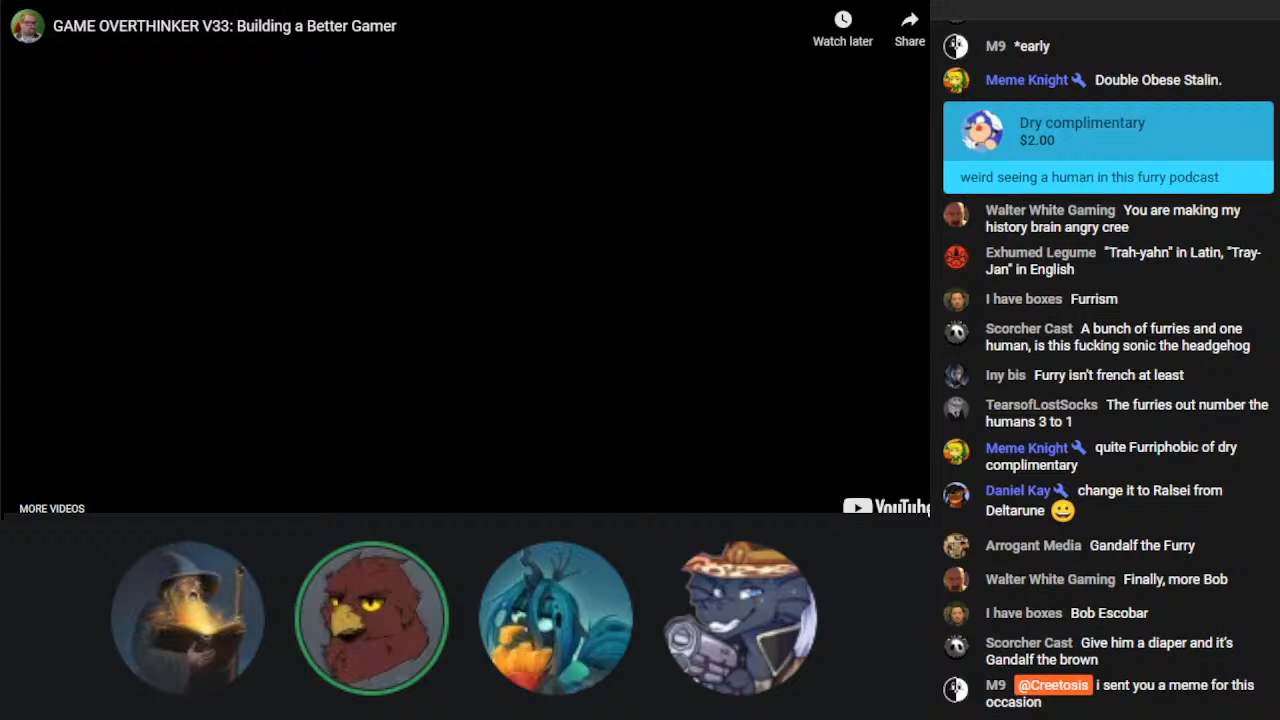 GAME OVERTHINKER V33: Building a Better Gamer
Watch later
Share
MORE VIDEOS
YouTube
M9 *early
Meme Knight Double Obese Stalin.
Dry complimentary
$2.00
weird seeing a human in this furry podcast
Walter White Gaming You are making my
history brain angry cree
Exhumed Legume "Trah-yahn" in Latin, "Tray-
Jan" in English
I have boxes Furrism
Scorcher Cast A bunch of furries and one
human, is this fucking sonic the headgehog
Iny bis Furry isn't french at least
TearsofLostSocks The furries out number the
humans 3 to 1
Meme Knight quite Furriphobic of dry
complimentary
Daniel Kay change it to Ralsei from
Deltarune 😀
Arrogant Media Gandalf the Furry
Walter White Gaming Finally, more Bob
I have boxes Bob Escobar
Scorcher Cast Give him a diaper and it's
Gandalf the brown
M9 @Creetosis i sent you a meme for this
occasion